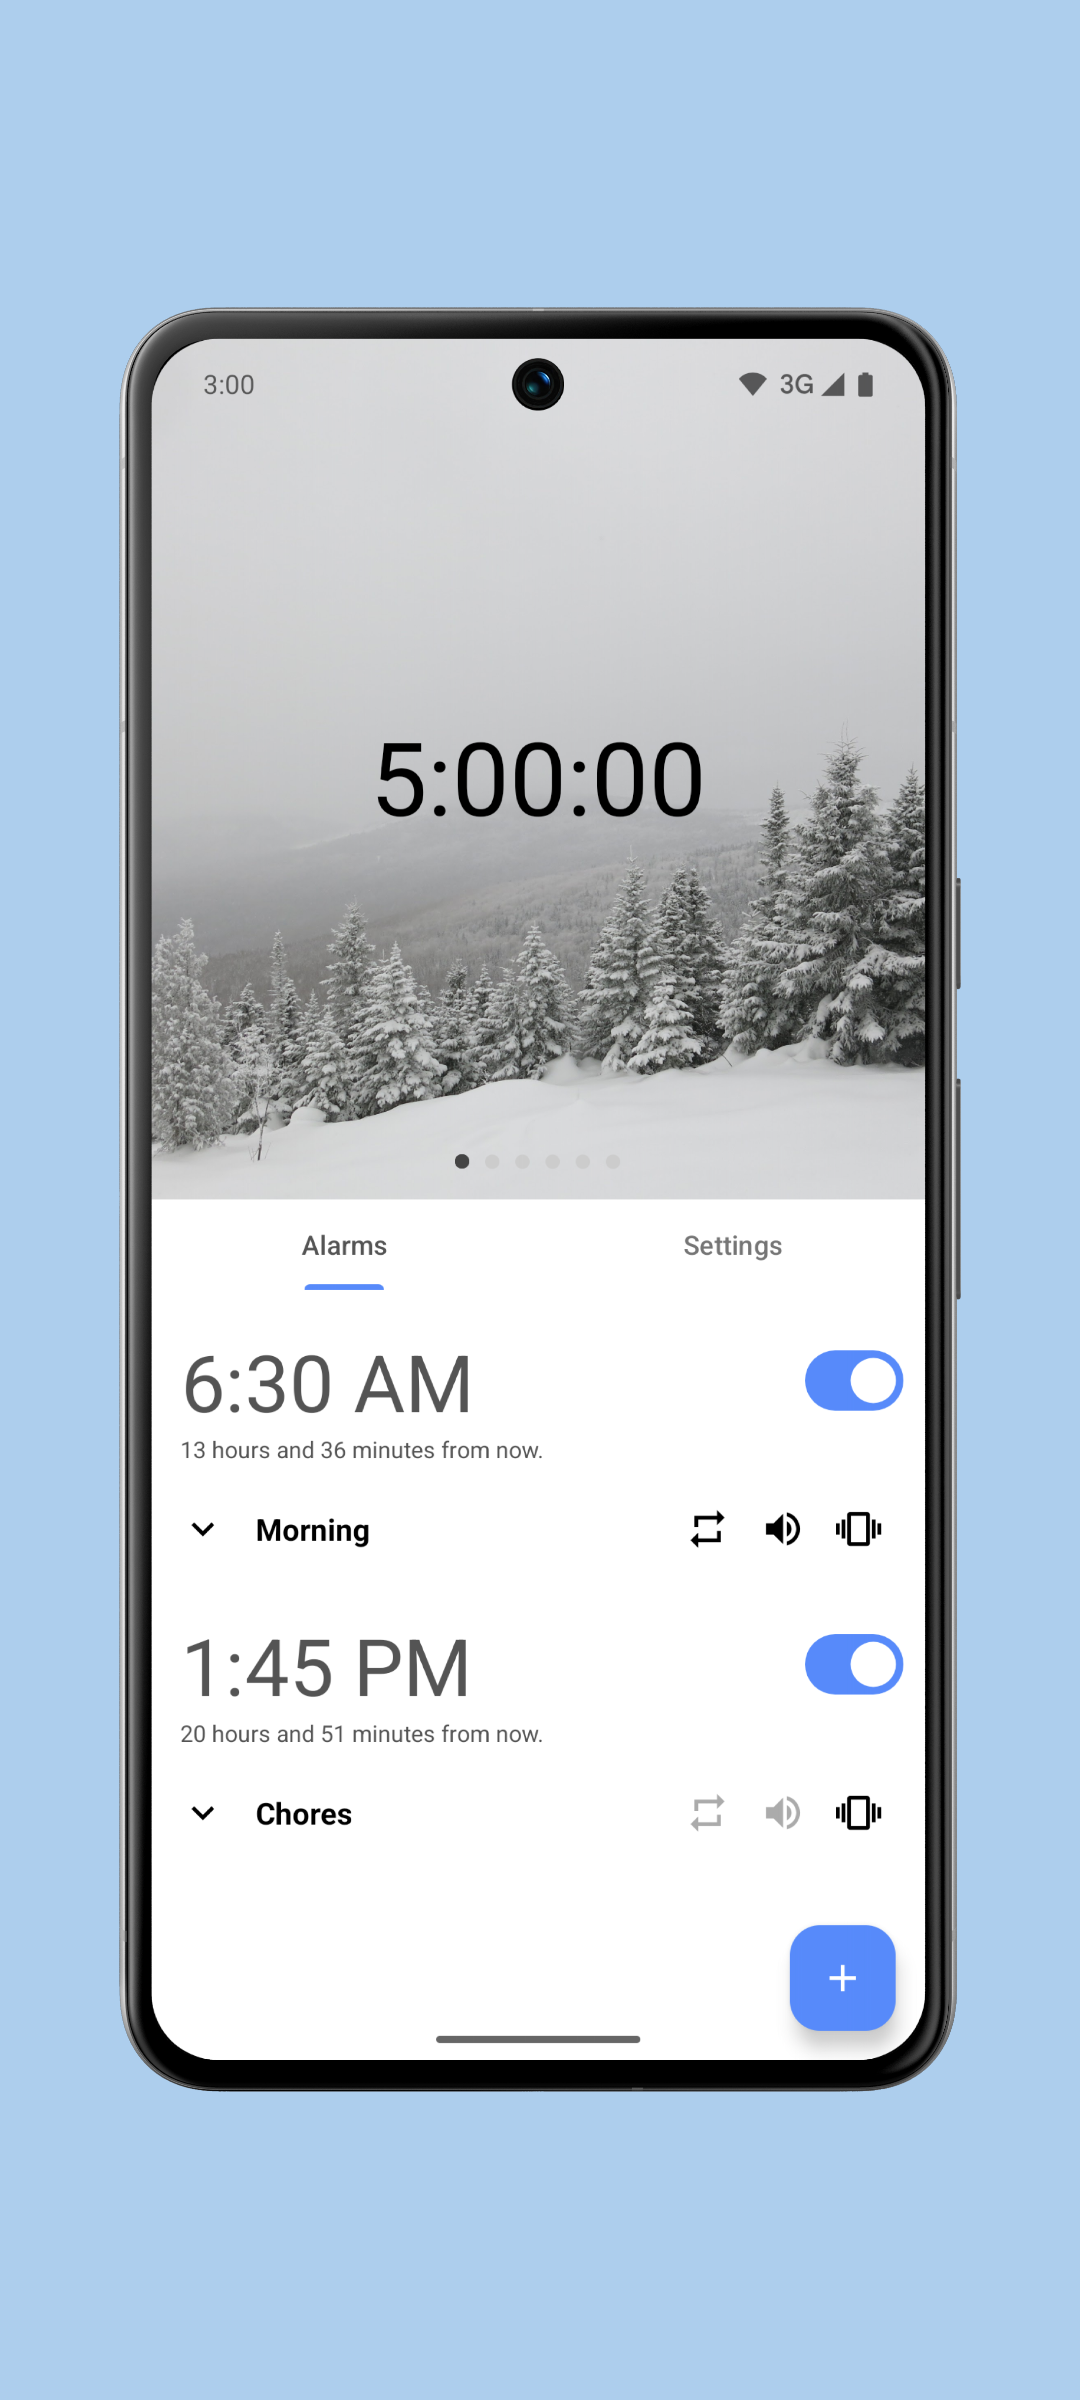 3:00
3G
5:00:00
Alarms
Settings
6:30 AM
13 hours and 36 minutes from now.
Morning
1:45 PM
20 hours and 51 minutes from now.
Chores